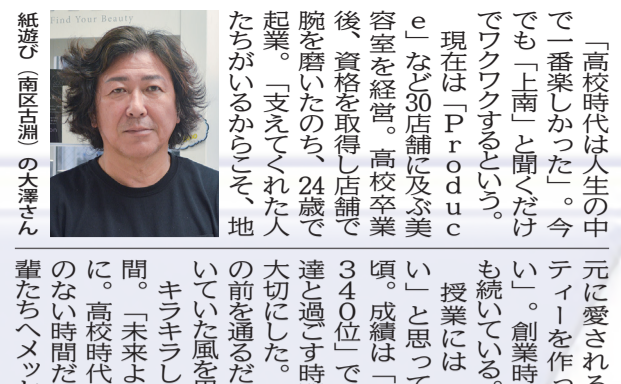 「高校時代は人生の中
で一番楽しかった」。今
でも「上南」と聞くだけ
でワクワクするという。
現在は「Produc
e」など30店舗に及ぶ美
容室を経営。高校卒業
後、資格を取得し店舗で
腕を磨いたのち、24歳で
起業。「支えてくれた人
たちがいるからこそ、地
Find Your Beauty
紙遊び（南区古淵）の大澤さん
元に愛される
ティーを作
い」。創業時
も続いている。
授業には
い」と思って
頃。成績は「
340位」で
達と過ごす時
大切にした。
の前を通るだ
いていた風を
キラキラし
間。「未来よ
に。高校時代
のない時間だ
輩たちへメッ